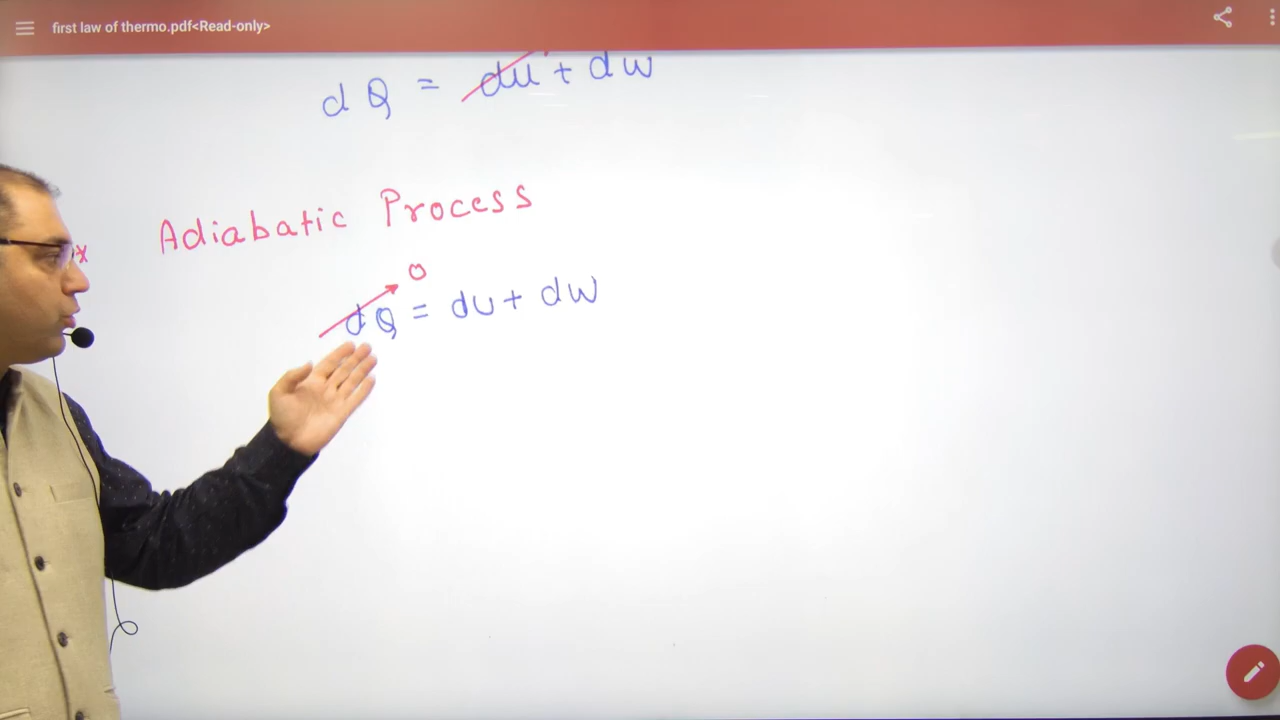 first law of thermo.pdf<Read-only>
dQ = du + dw
* Adiabatic Process
0
dQ = du + dw